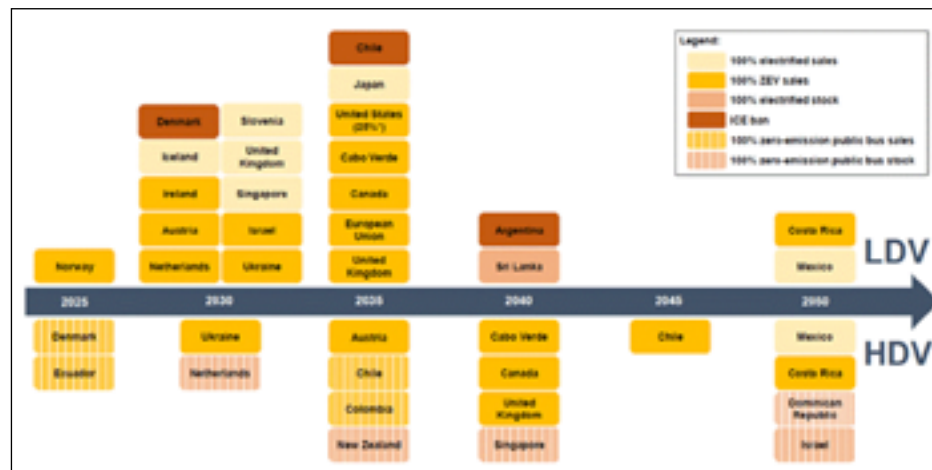 Legend:
100% electrified sales
100% ZEV sales
100% electrified stock
ICE ban
100% zero-emission public bus sales
100% zero-emission public bus stock
Chile
Japan
United States
Cabo Verde
Canada
European
Union
United
Kingdom
Denmark
Iceland
Ireland
Austria
Netherlands
Slovenia
United
Kingdom
Singapore
Israel
Ukraine
Norway
Argentina
Sri Lanka
Costa Rica
Mexico
LDV
2025
2030
2035
2040
2045
2050
HDV
Denmark
Ecuador
Ukraine
Netherlands
Austria
Chile
Colombia
New Zealand
Cabo Verde
Canada
United
Kingdom
Singapore
Chile
Mexico
Costa Rica
Dominican
Republic
Israel